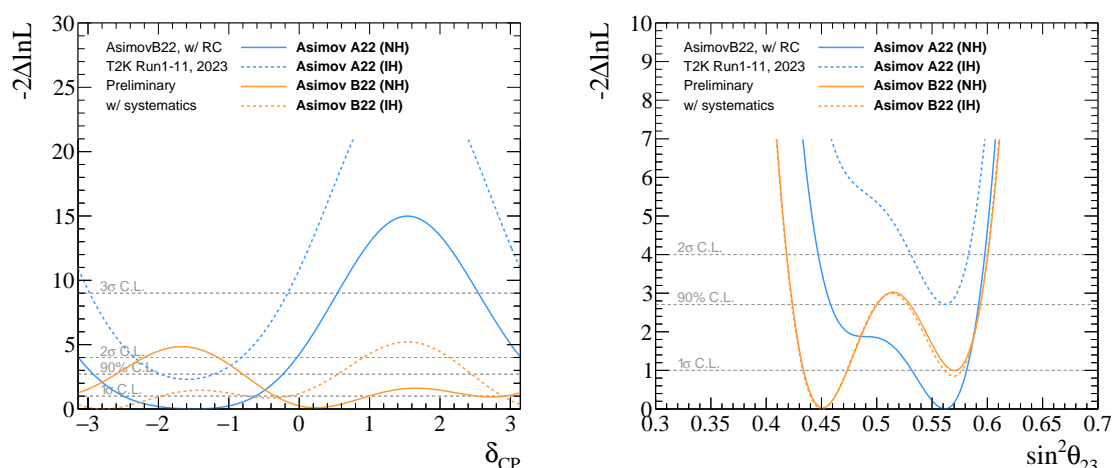 -2ΔlnL
30
25
20
15
10
5
0
AsimovB22, w/ RC
T2K Run1-11, 2023
Preliminary
w/ systematics
Asimov A22 (NH)
Asimov A22 (IH)
Asimov B22 (NH)
Asimov B22 (IH)
3σ C.L.
2σ C.L.
90% C.L.
1σ C.L.
−3 −2 −1 0 1 2 3
δCP
-2ΔlnL
10
9
8
7
6
5
4
3
2
1
0
AsimovB22, w/ RC
T2K Run1-11, 2023
Preliminary
w/ systematics
Asimov A22 (NH)
Asimov A22 (IH)
Asimov B22 (NH)
Asimov B22 (IH)
2σ C.L.
90% C.L.
1σ C.L.
0.3 0.35 0.4 0.45 0.5 0.55 0.6 0.65 0.7
sin²θ23